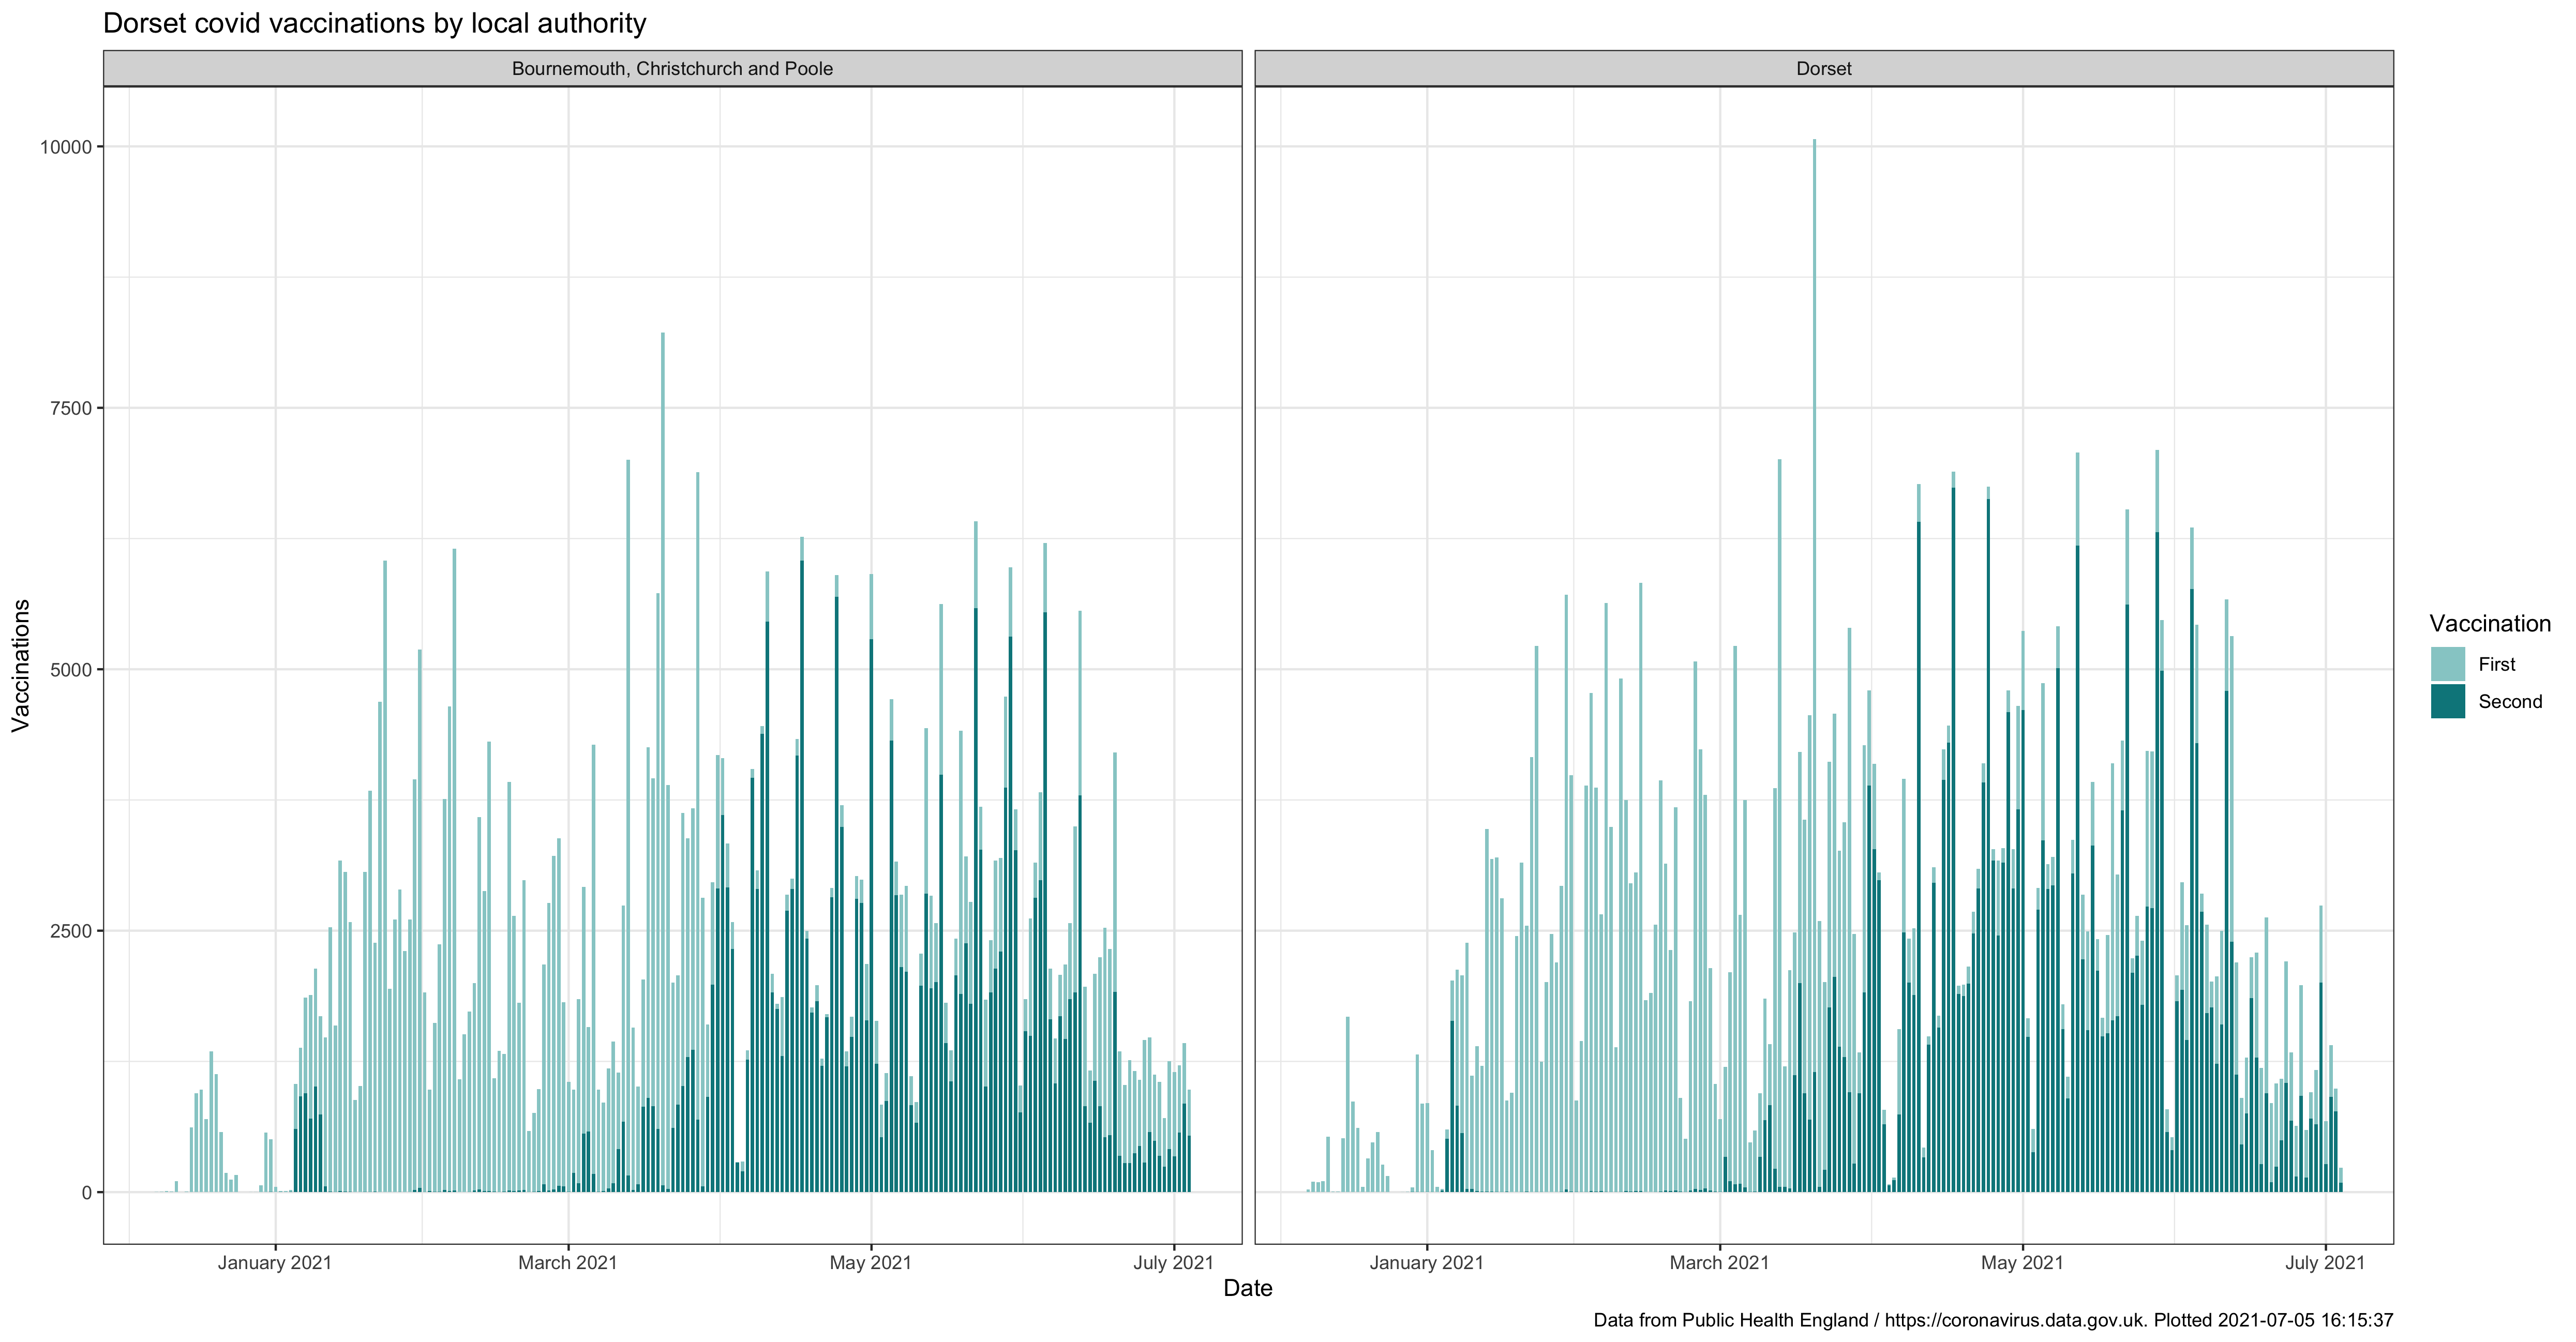 Dorset covid vaccinations by local authority
Bournemouth, Christchurch and Poole
Dorset
Vaccinations
10000
7500
5000
2500
0
January 2021
March 2021
May 2021
July 2021
January 2021
March 2021
May 2021
July 2021
Date
Vaccination
First
Second
Data from Public Health England / https://coronavirus.data.gov.uk. Plotted 2021-07-05 16:15:37